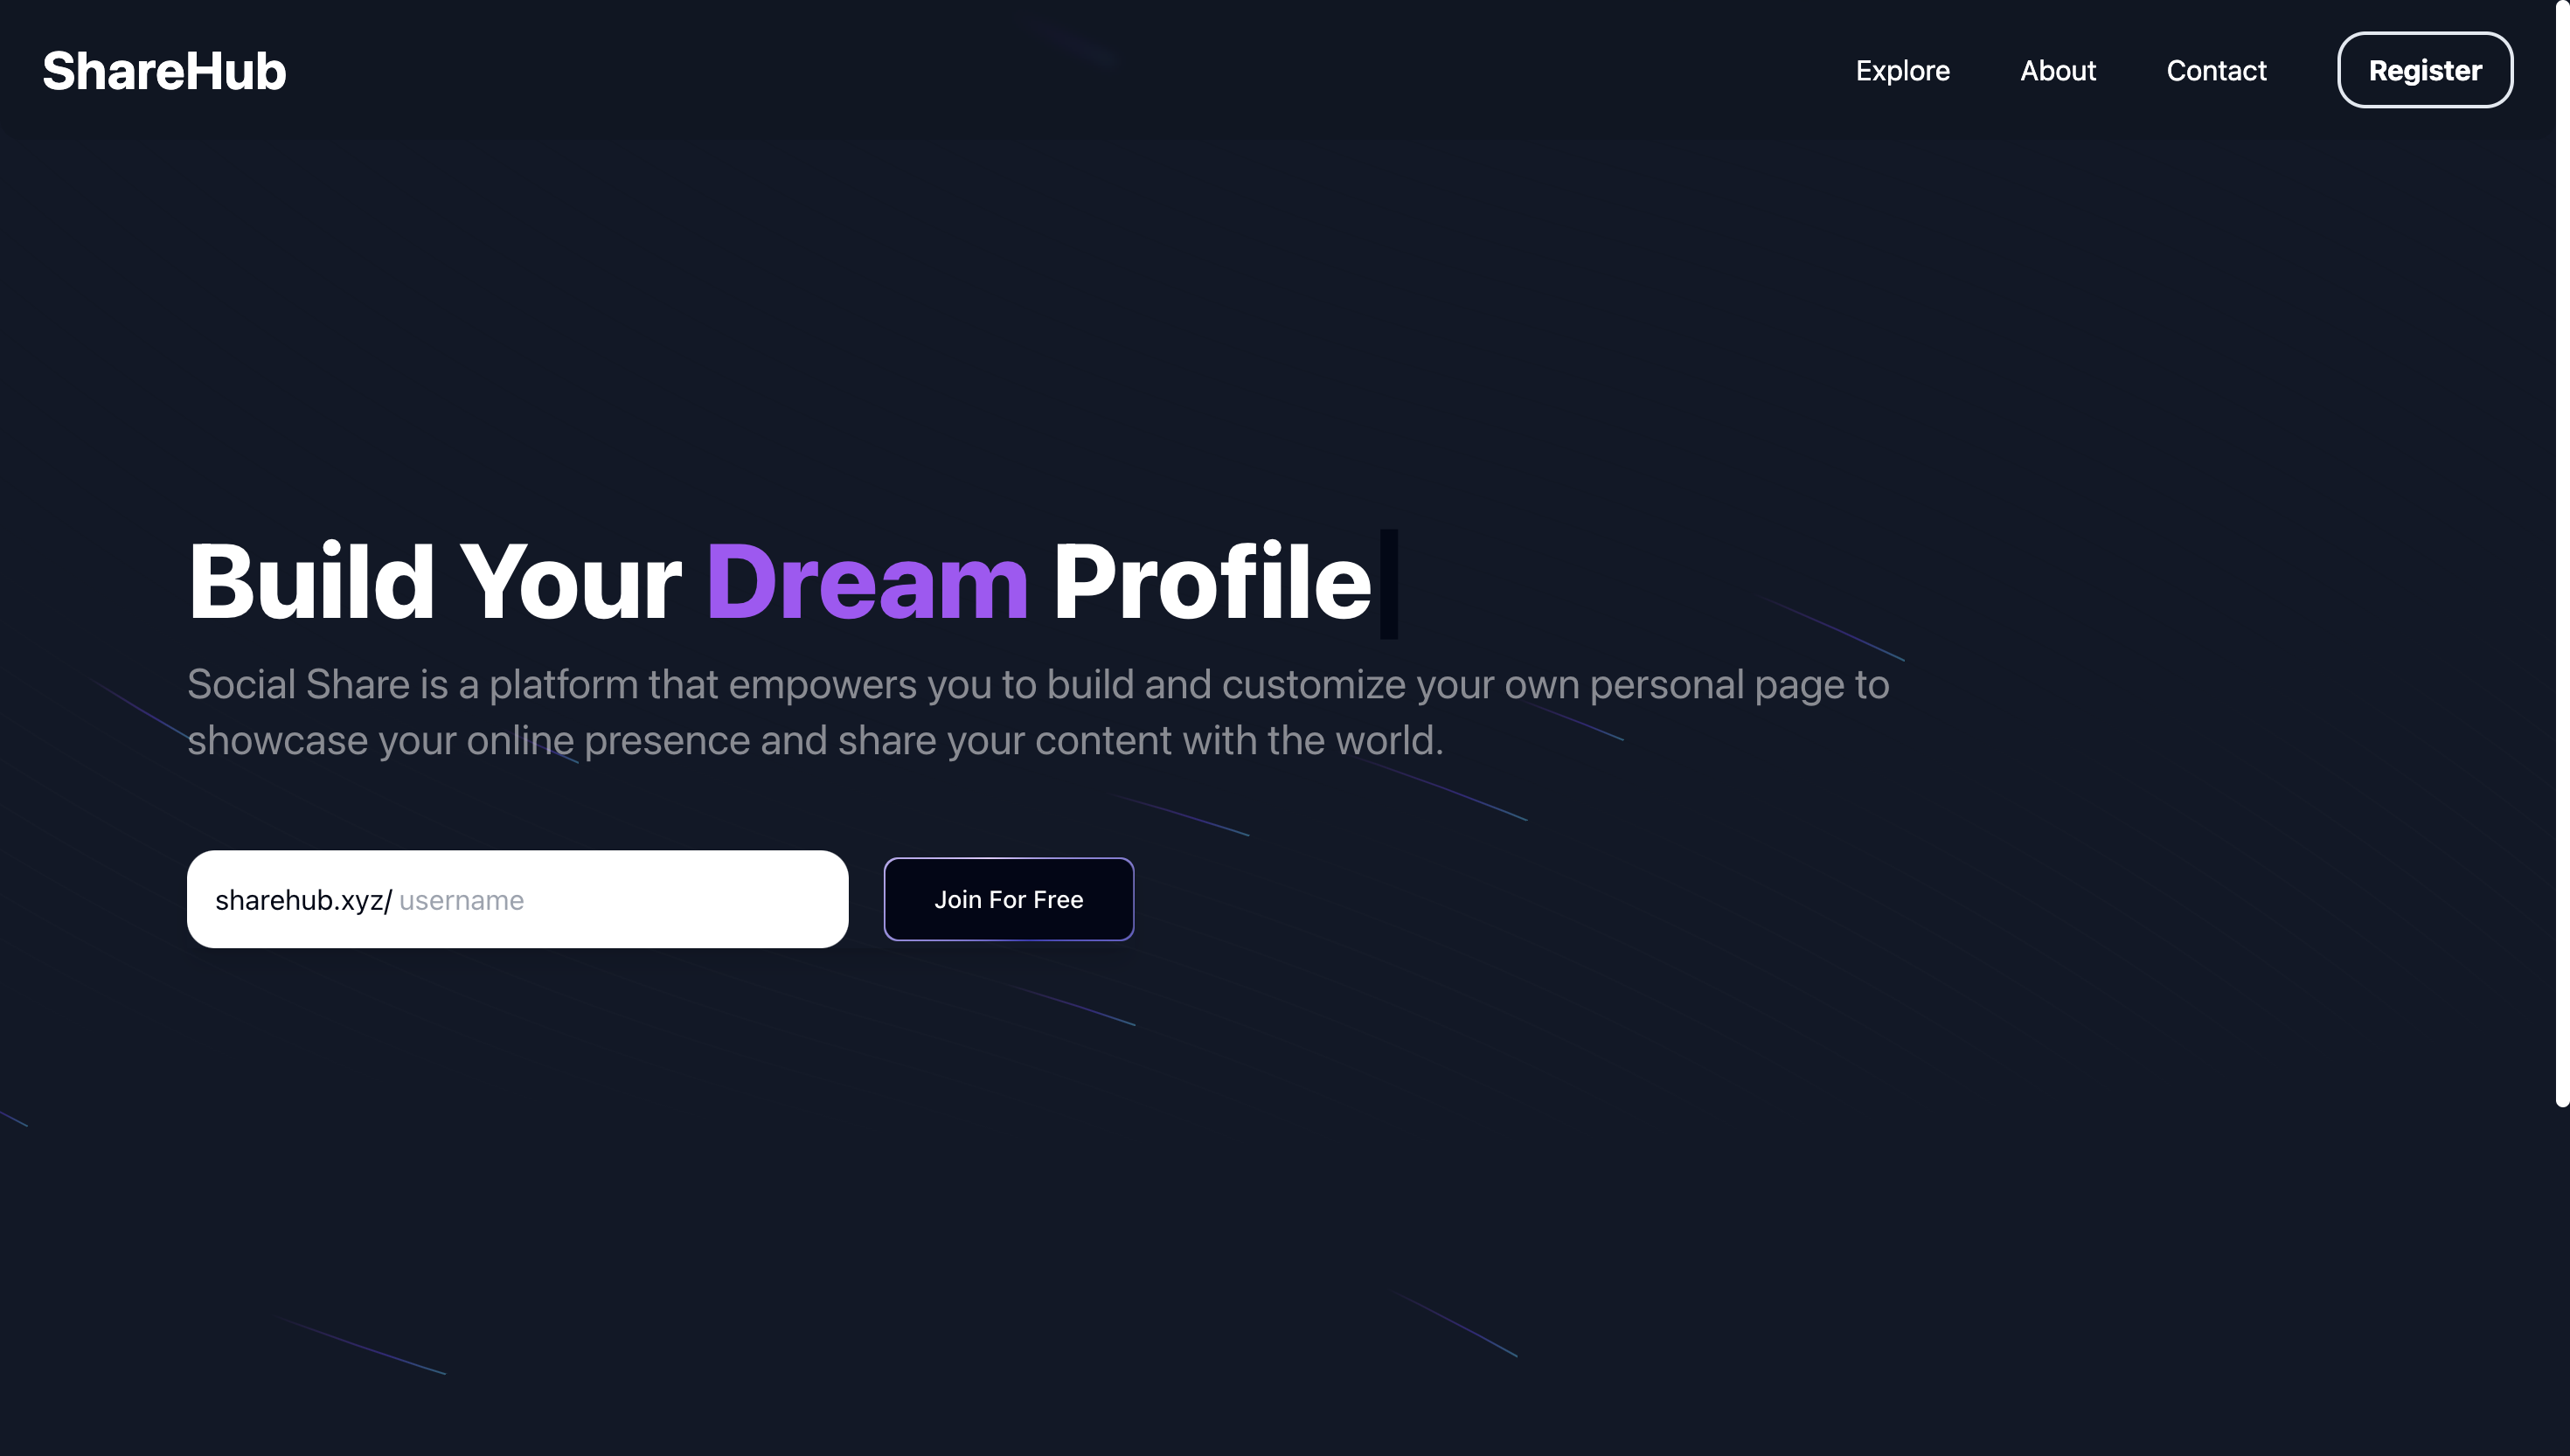 ShareHub
Explore
About
Contact
Register
Build Your Dream Profile
Social Share is a platform that empowers you to build and customize your own personal page to
showcase your online presence and share your content with the world.
sharehub.xyz/ username
Join For Free